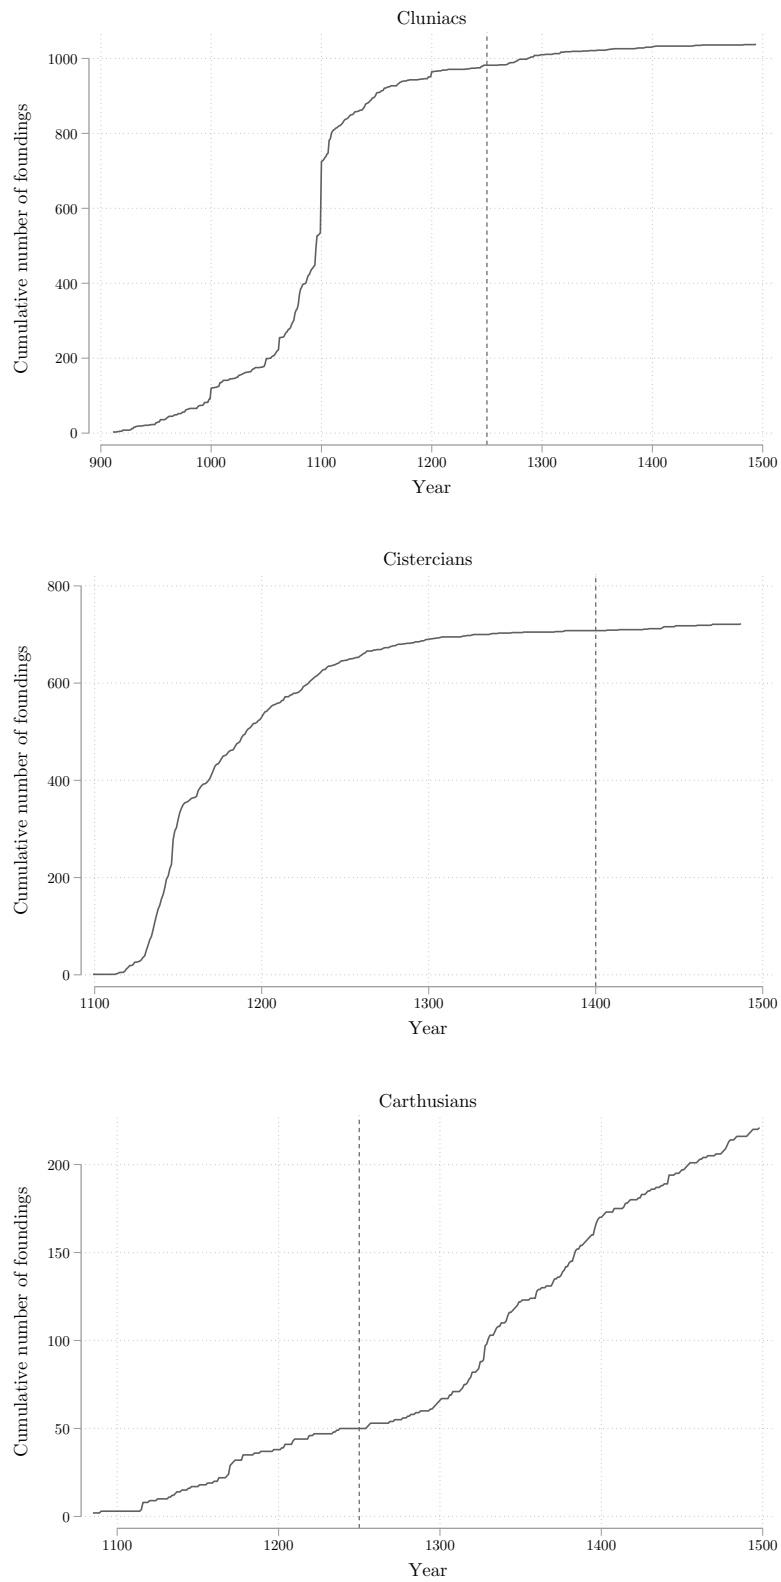 Cluniacs
Cumulative number of foundings
1000
800
600
400
200
0
900 1000 1100 1200 1300 1400 1500
Year
Cistercians
Cumulative number of foundings
800
600
400
200
0
1100 1200 1300 1400 1500
Year
Carthusians
Cumulative number of foundings
200
150
100
50
0
1100 1200 1300 1400 1500
Year